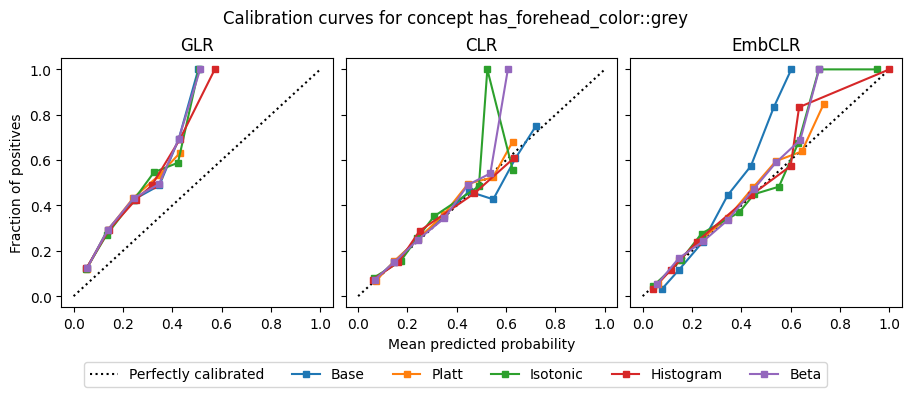 Calibration curves for concept has_forehead_color::grey
GLR
CLR
EmbCLR
Fraction of positives
1.0
0.8
0.6
0.4
0.2
0.0
0.0 0.2 0.4 0.6 0.8 1.0
0.0 0.2 0.4 0.6 0.8 1.0
0.0 0.2 0.4 0.6 0.8 1.0
Mean predicted probability
Perfectly calibrated Base Platt Isotonic Histogram Beta